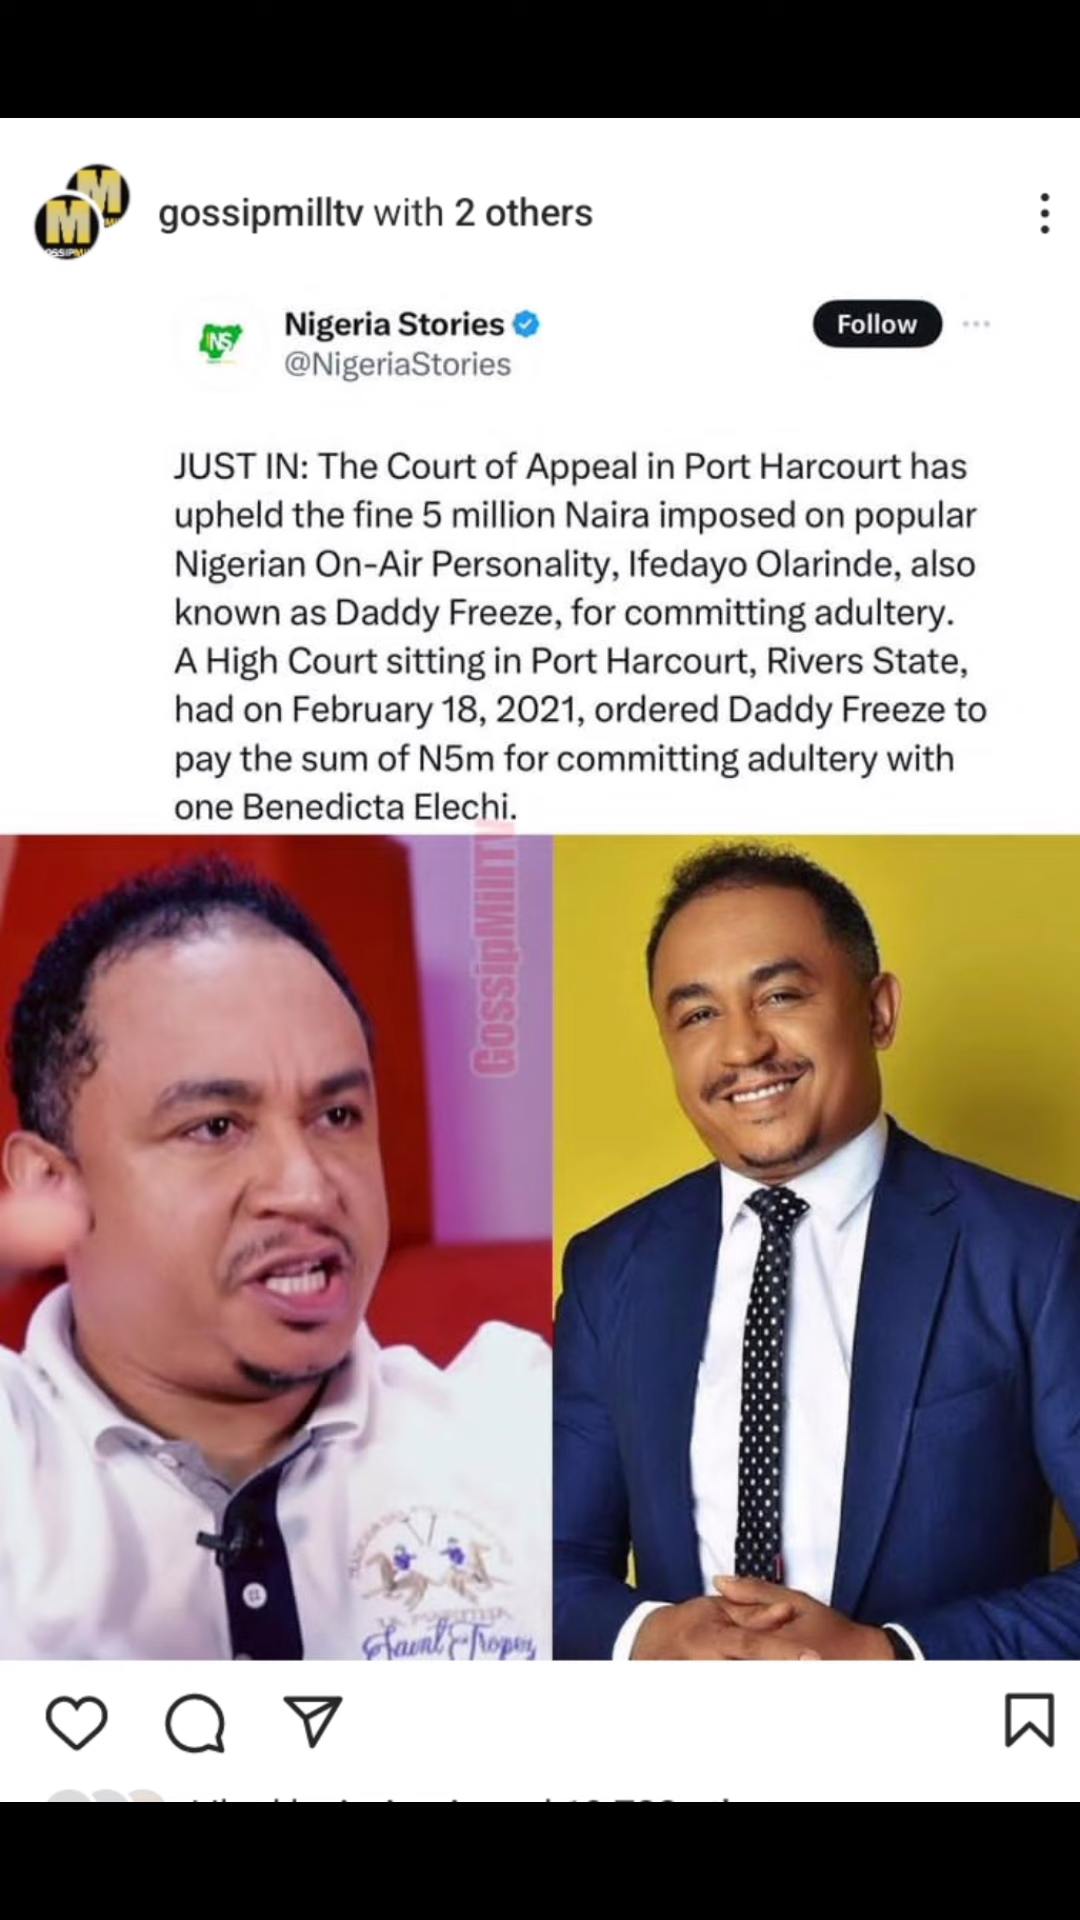 gossipmilltv with 2 others
Nigeria Stories
@NigeriaStories
Follow
JUST IN: The Court of Appeal in Port Harcourt has
upheld the fine 5 million Naira imposed on popular
Nigerian On-Air Personality, Ifedayo Olarinde, also
known as Daddy Freeze, for committing adultery.
A High Court sitting in Port Harcourt, Rivers State,
had on February 18, 2021, ordered Daddy Freeze to
pay the sum of N5m for committing adultery with
one Benedicta Elechi.
GossipMillTV